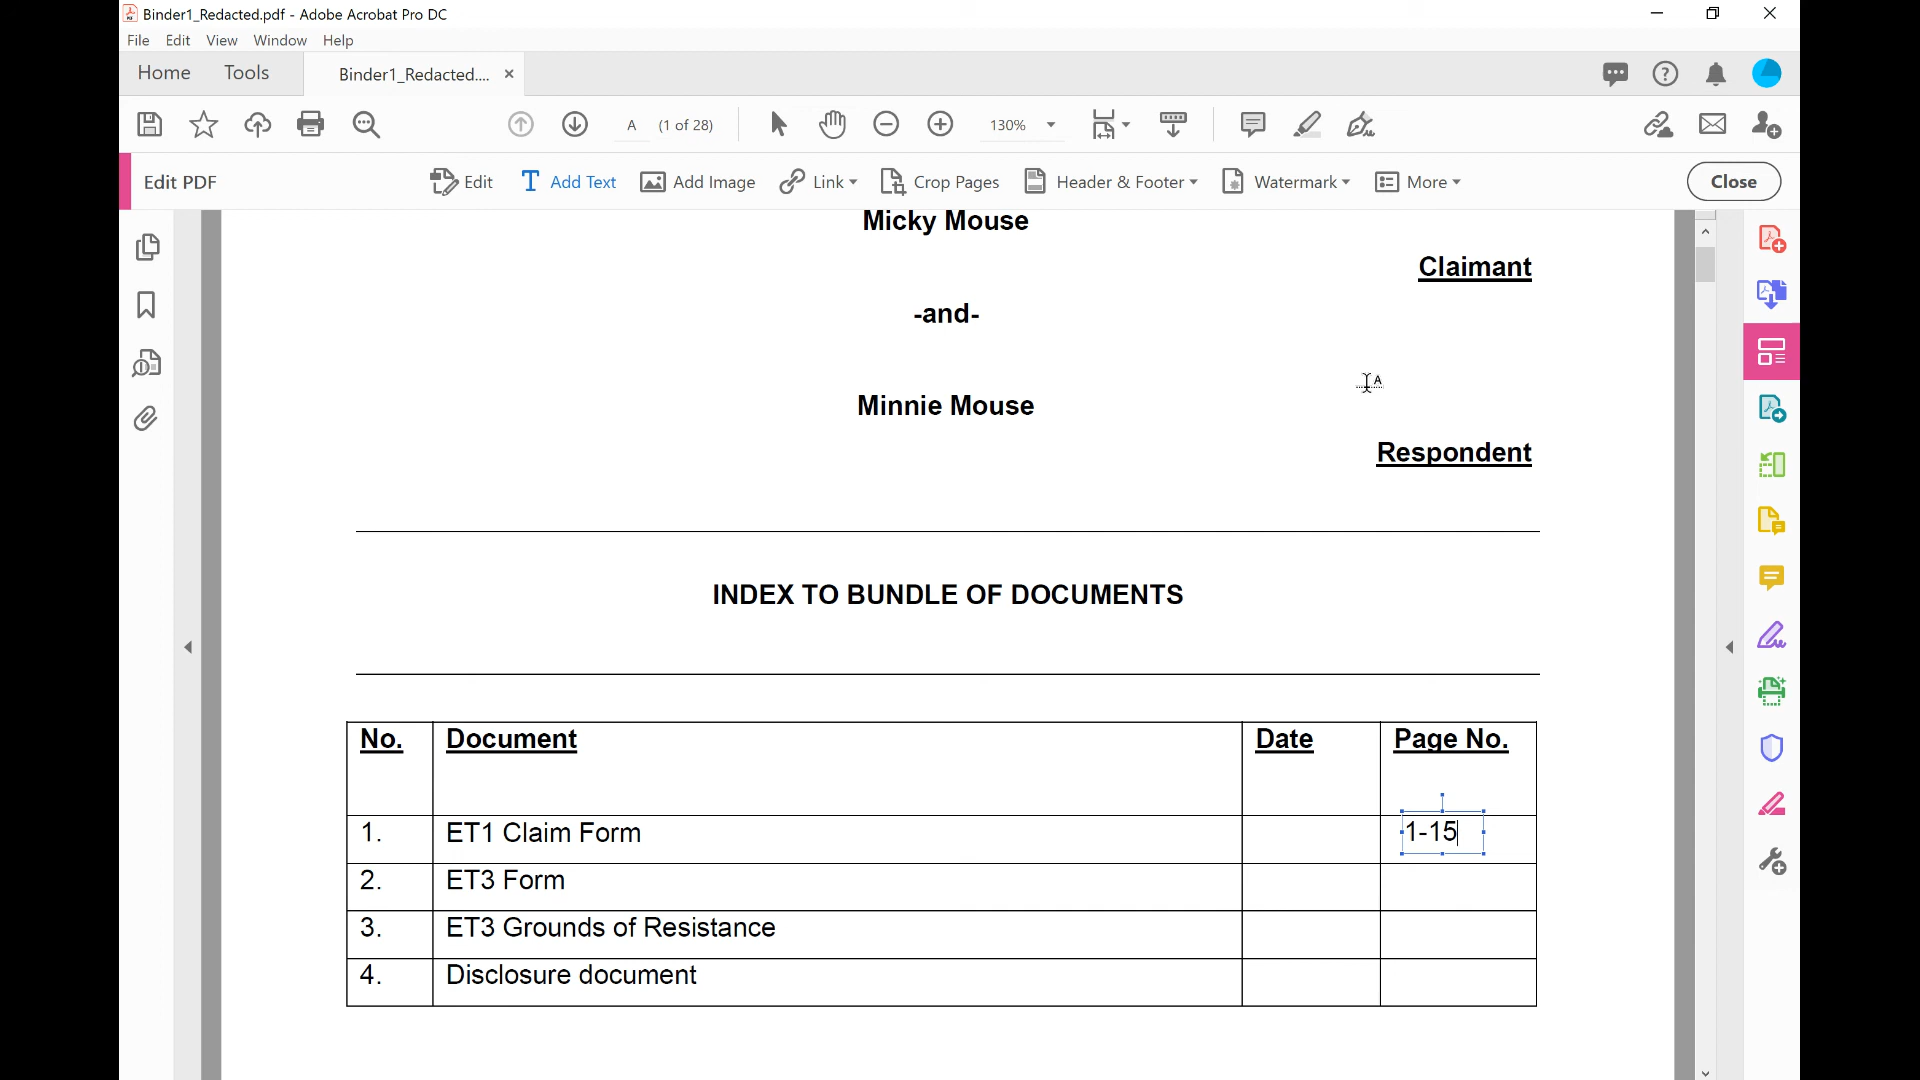 Binder1_Redacted.pdf - Adobe Acrobat Pro DC
File Edit View Window Help
Home Tools Binder1_Redacted....
A (1 of 28) 130%
Edit PDF Edit Add Text Add Image Link Crop Pages Header & Footer Watermark More Close
Micky Mouse
Claimant
-and-
Minnie Mouse
Respondent
INDEX TO BUNDLE OF DOCUMENTS
No. Document Date Page No.
1. ET1 Claim Form 1-15
2. ET3 Form
3. ET3 Grounds of Resistance
4. Disclosure document